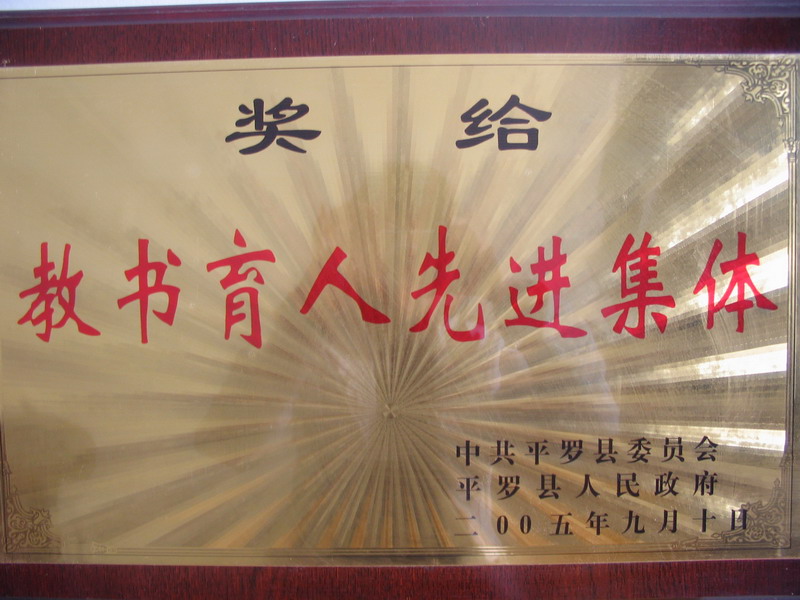 奖给
教书育人先进集体
中共平罗县委员会
平罗县人民政府
二00五年九月十日